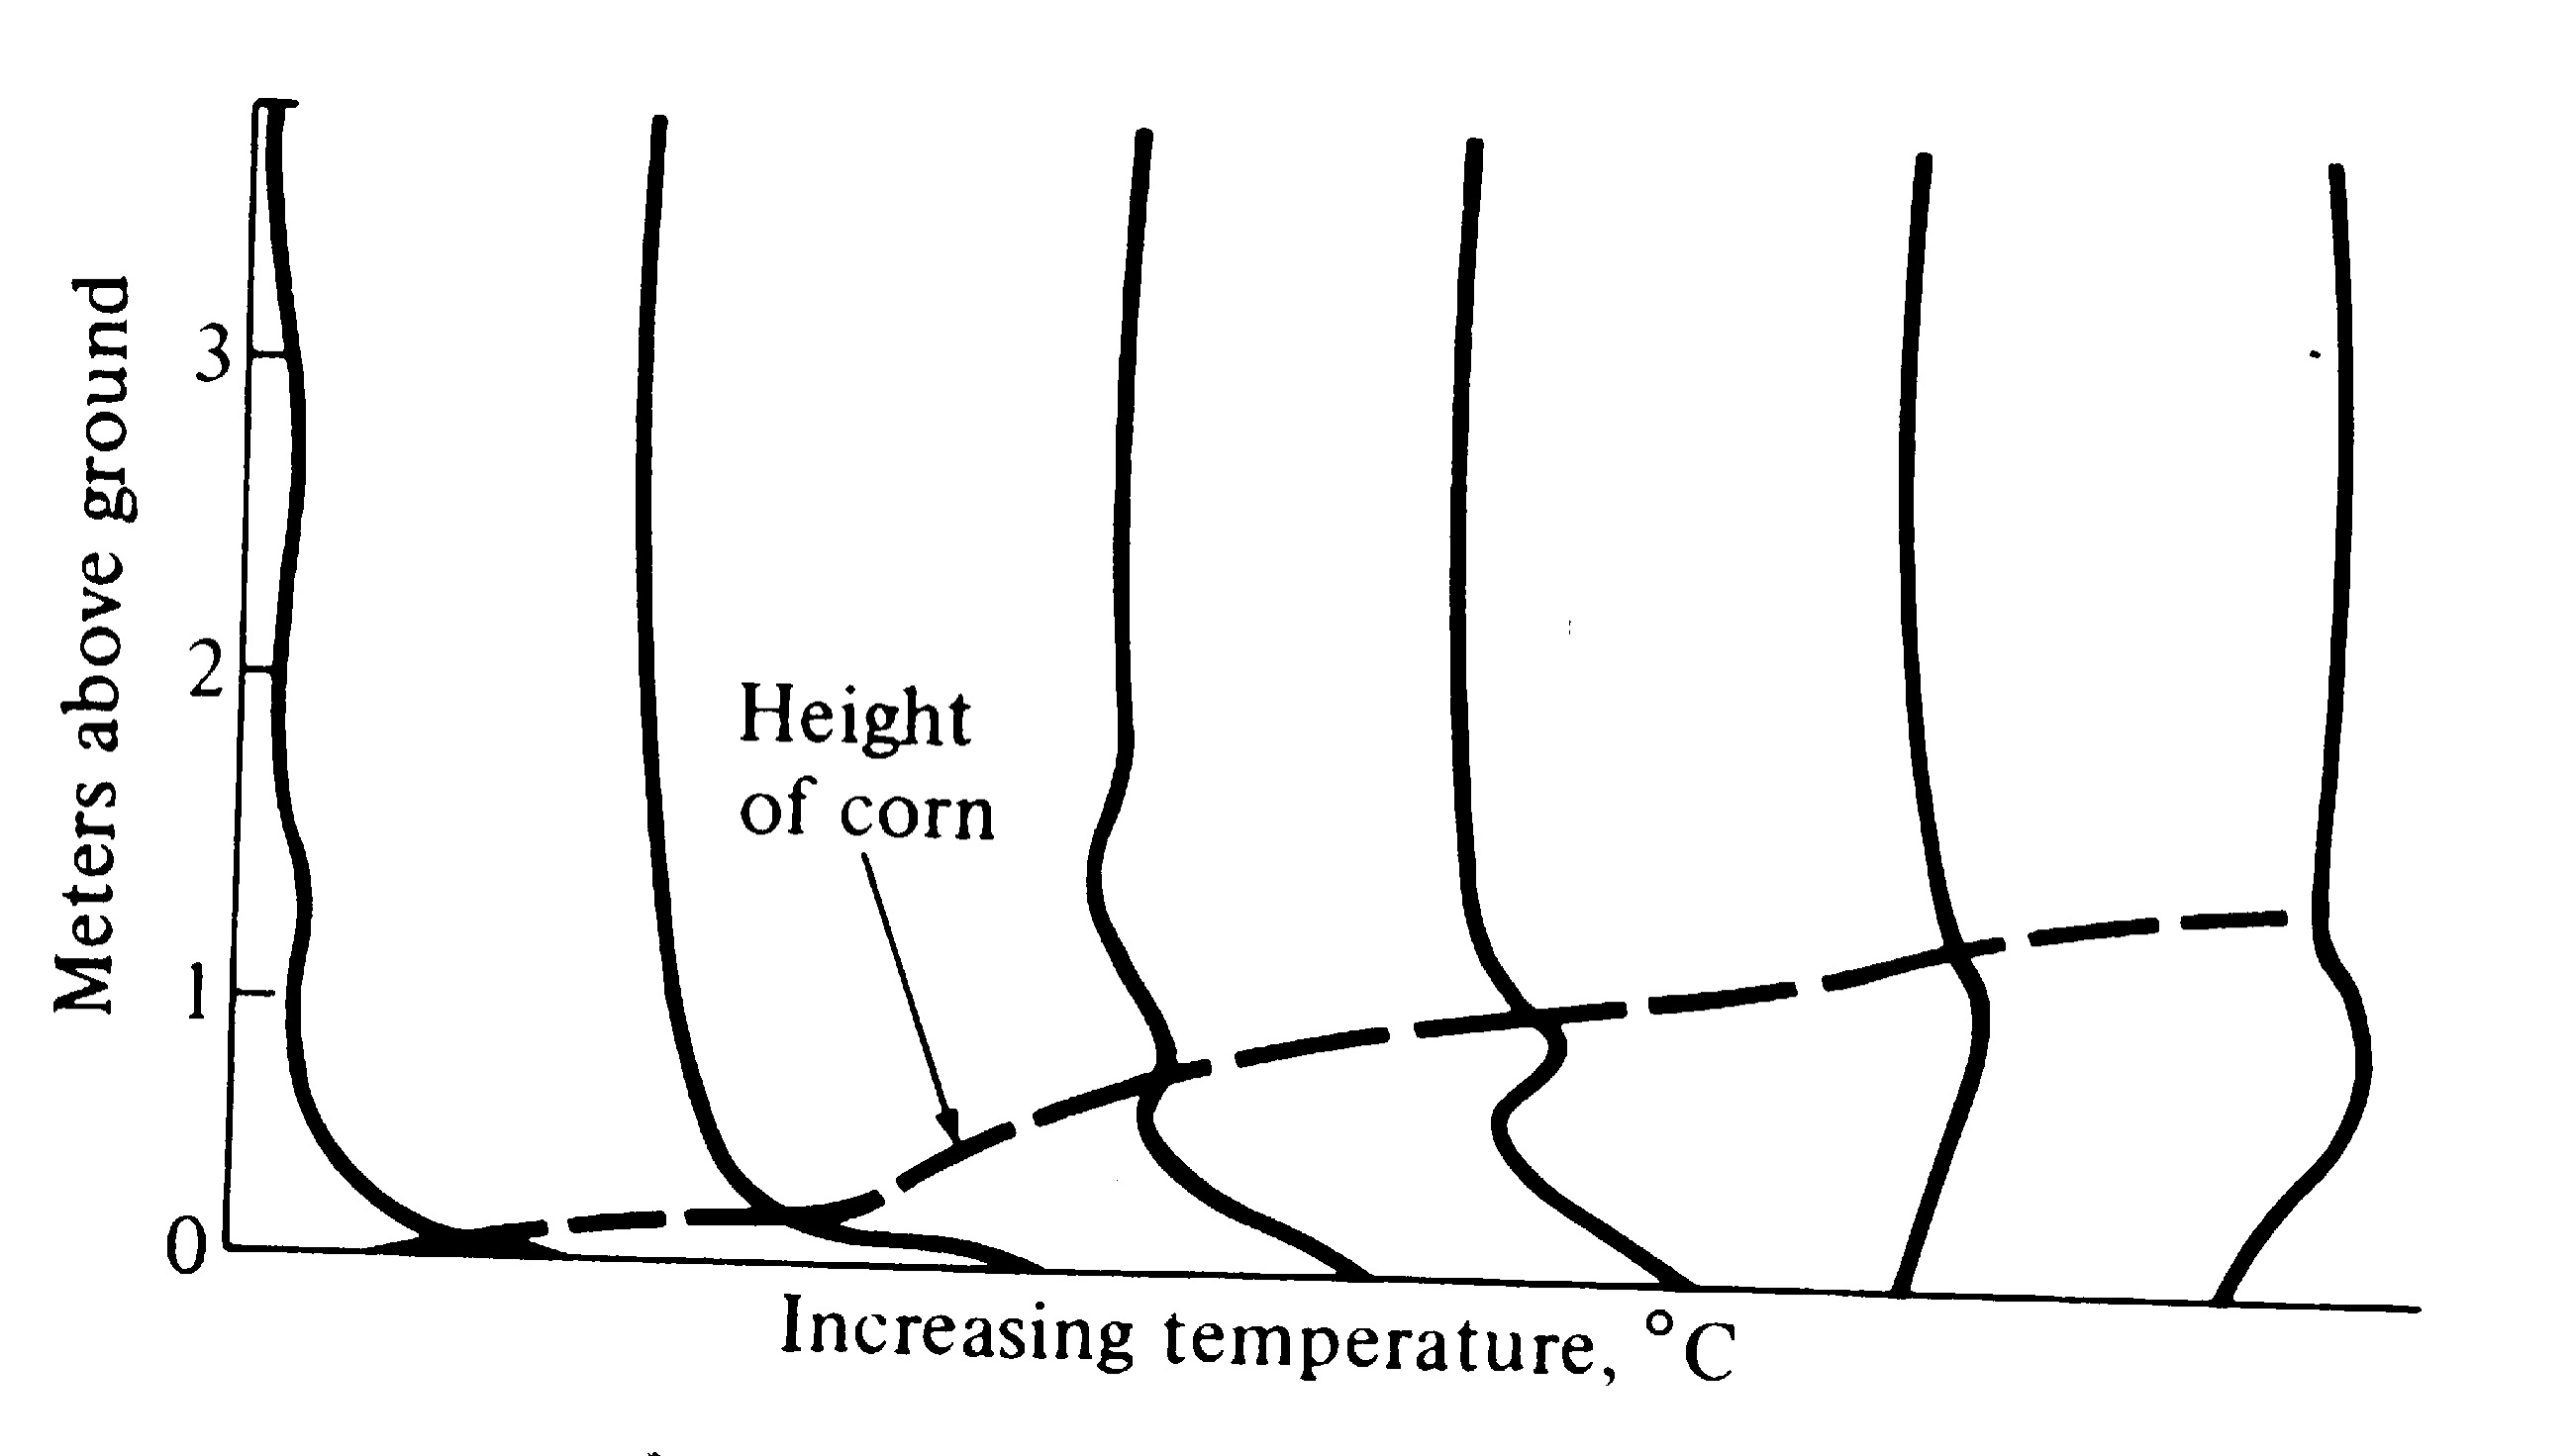 Meters above ground
3
2
1
0
Height
of corn
Increasing temperature, °C